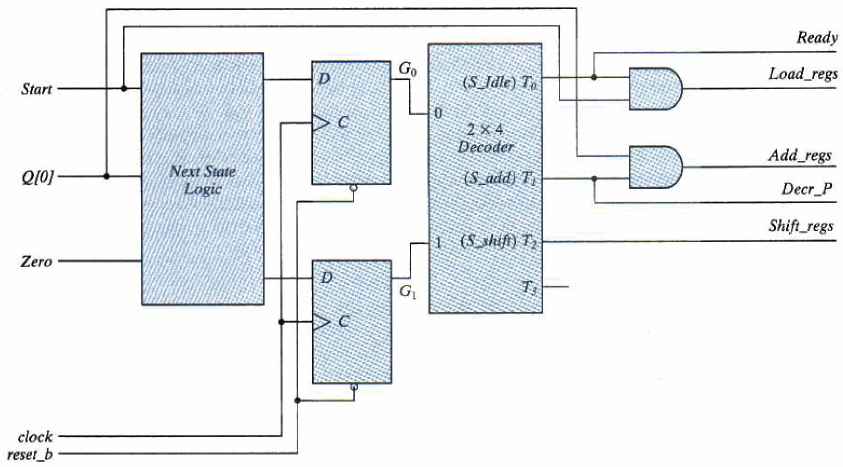 Ready
Start
D
G0
(S_Idle) T0
Load_regs
C
0
2 × 4
Decoder
Q[0]
Next State
Logic
(S_add) T1
Add_regs
Decr_P
Shift_regs
Zero
1
(S_shift) T2
D
G1
T3
C
clock
reset_b